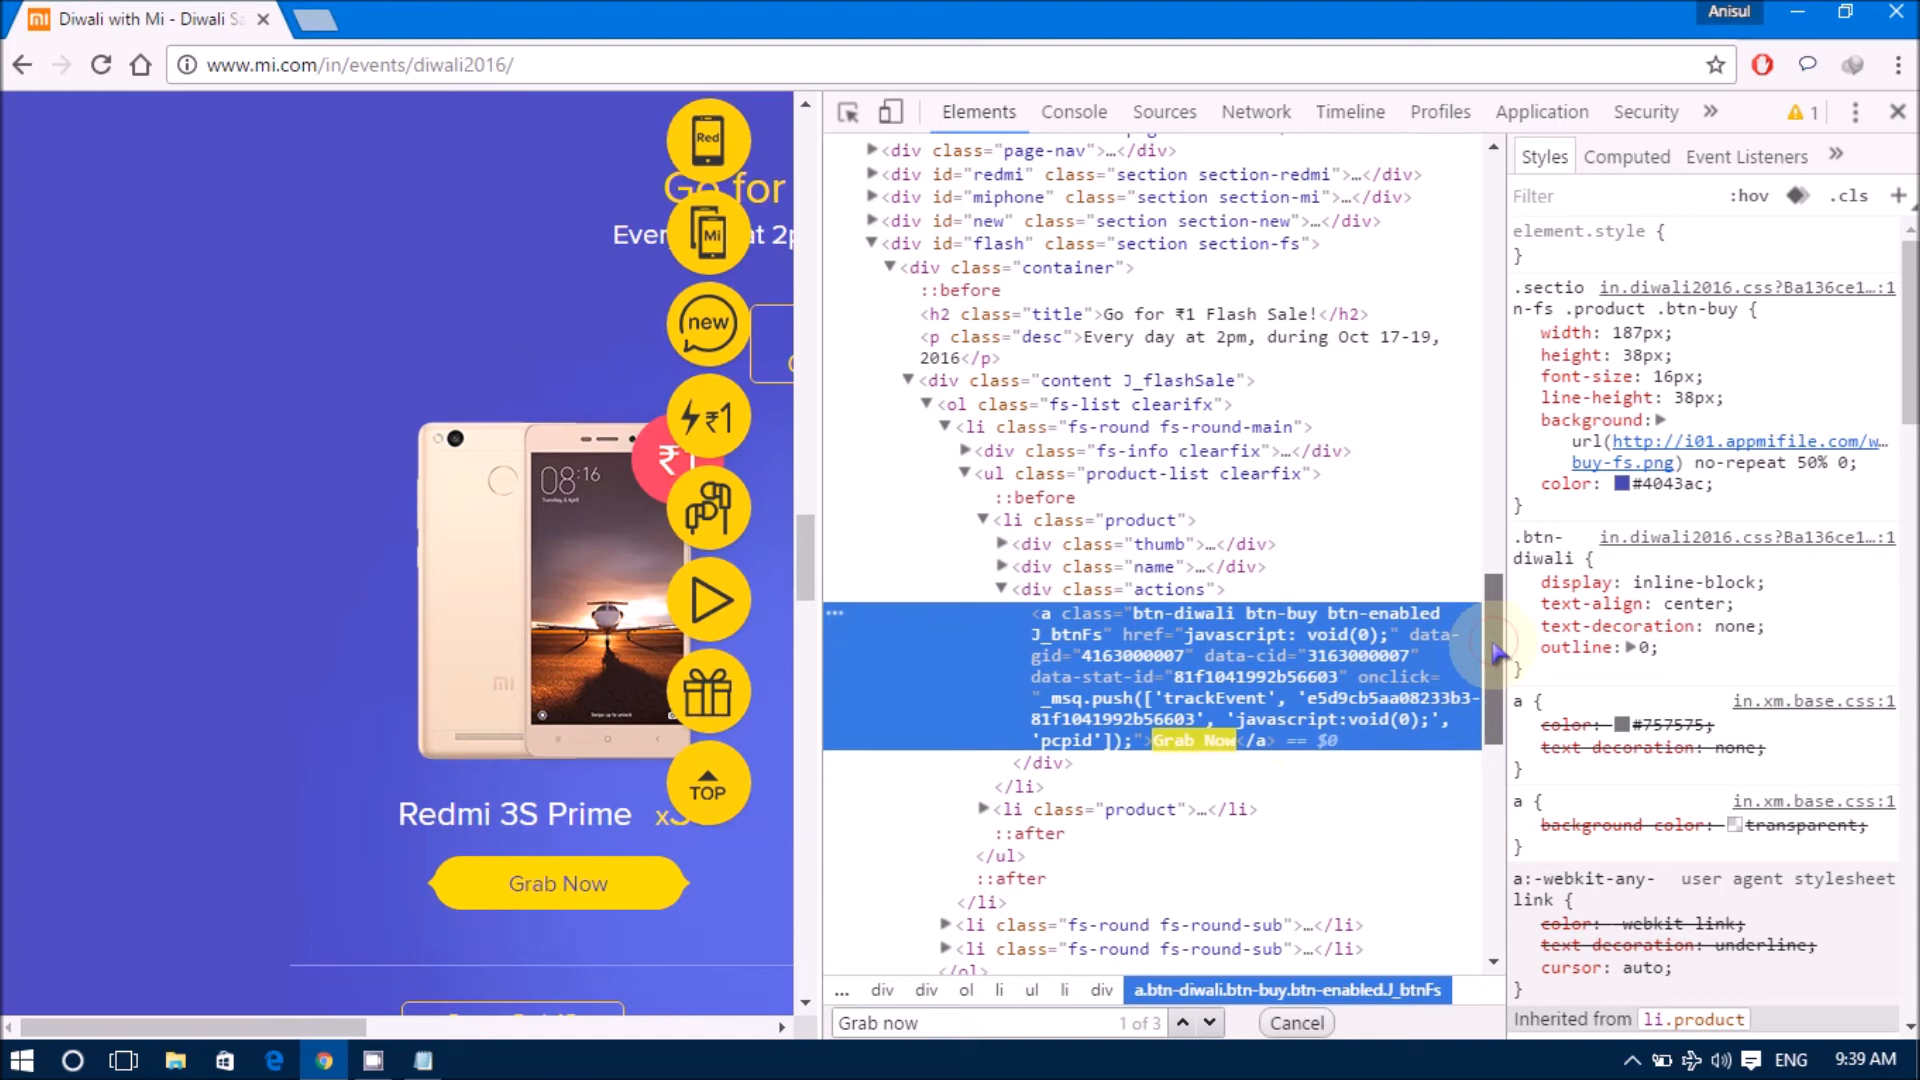 Diwali with Mi - Diwali Sa
Anisul
www.mi.com/in/events/diwali2016/
Red
Go for
Mi
new
₹1
₹1
08:16
Tuesday, 5 April
mi
Swipe up to unlock
TOP
Redmi 3S Prime
Grab Now
Elements Console Sources Network Timeline Profiles Application Security » 1
▶<div class="page-nav">…</div>
▶<div id="redmi" class="section section-redmi">…</div>
▶<div id="miphone" class="section section-mi">…</div>
▶<div id="new" class="section section-new">…</div>
▼<div id="flash" class="section section-fs">
▼<div class="container">
::before
<h2 class="title">Go for ₹1 Flash Sale!</h2>
<p class="desc">Every day at 2pm, during Oct 17-19,
2016</p>
▼<div class="content J_flashSale">
▼<ol class="fs-list clearifx">
▼<li class="fs-round fs-round-main">
▶<div class="fs-info clearfix">…</div>
▼<ul class="product-list clearfix">
::before
▼<li class="product">
▶<div class="thumb">…</div>
▶<div class="name">…</div>
▼<div class="actions">
<a class="btn-diwali btn-buy btn-enabled
J_btnFs" href="javascript: void(0);" data-
gid="4163000007" data-cid="3163000007"
data-stat-id="81f1041992b56603" onclick=
"_msq.push(['trackEvent', 'e5d9cb5aa08233b3-
81f1041992b56603', 'javascript:void(0);',
'pcpid']);">Grab Now</a> == $0
</div>
</li>
▶<li class="product">…</li>
::after
</ul>
::after
</li>
▶<li class="fs-round fs-round-sub">…</li>
▶<li class="fs-round fs-round-sub">…</li>
</ol>
... div div ol li ul li div a.btn-diwali.btn-buy.btn-enabled.J_btnFs
Grab now 1 of 3 Cancel
Styles Computed Event Listeners »
Filter :hov .cls +
element.style {
}
.sectio in.diwali2016.css?Ba136ce1…:1
n-fs .product .btn-buy {
width: 187px;
height: 38px;
font-size: 16px;
line-height: 38px;
background:▶
url(http://i01.appmifile.com/w…
buy-fs.png) no-repeat 50% 0;
color: #4043ac;
}
.btn- in.diwali2016.css?Ba136ce1…:1
diwali {
display: inline-block;
text-align: center;
text-decoration: none;
outline:▶0;
}
a { in.xm.base.css:1
color: #757575;
text-decoration: none;
}
a { in.xm.base.css:1
background-color: transparent;
}
a:-webkit-any- user agent stylesheet
link {
color: -webkit-link;
text-decoration: underline;
cursor: auto;
}
Inherited from li.product
ENG 9:39 AM